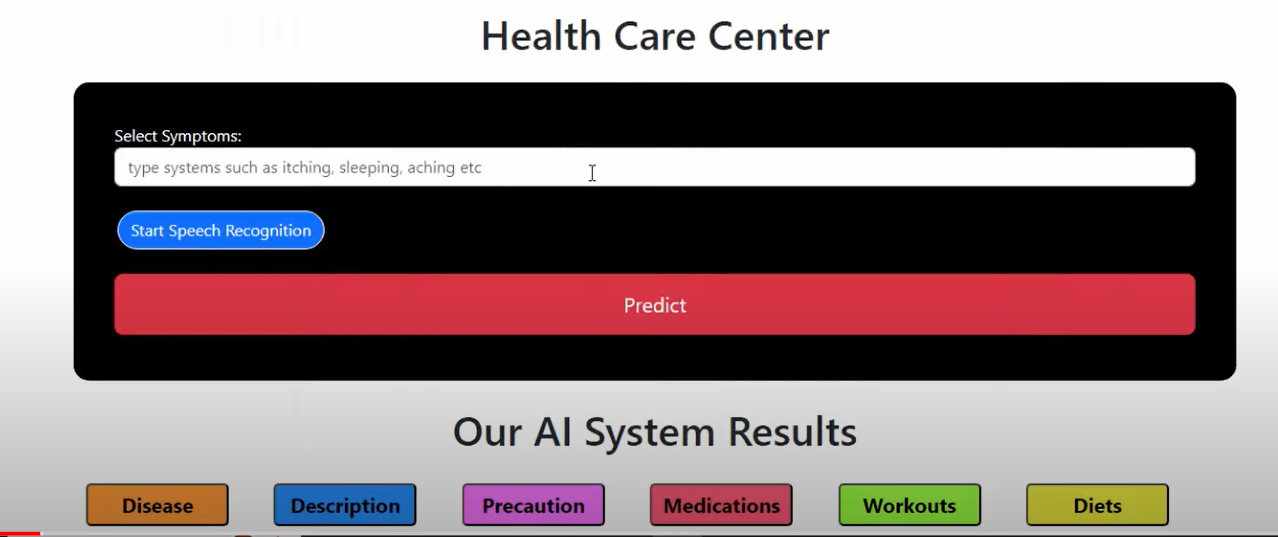 Health Care Center
Select Symptoms:
type systems such as itching, sleeping, aching etc
Start Speech Recognition
Predict
Our AI System Results
Disease Description Precaution Medications Workouts Diets